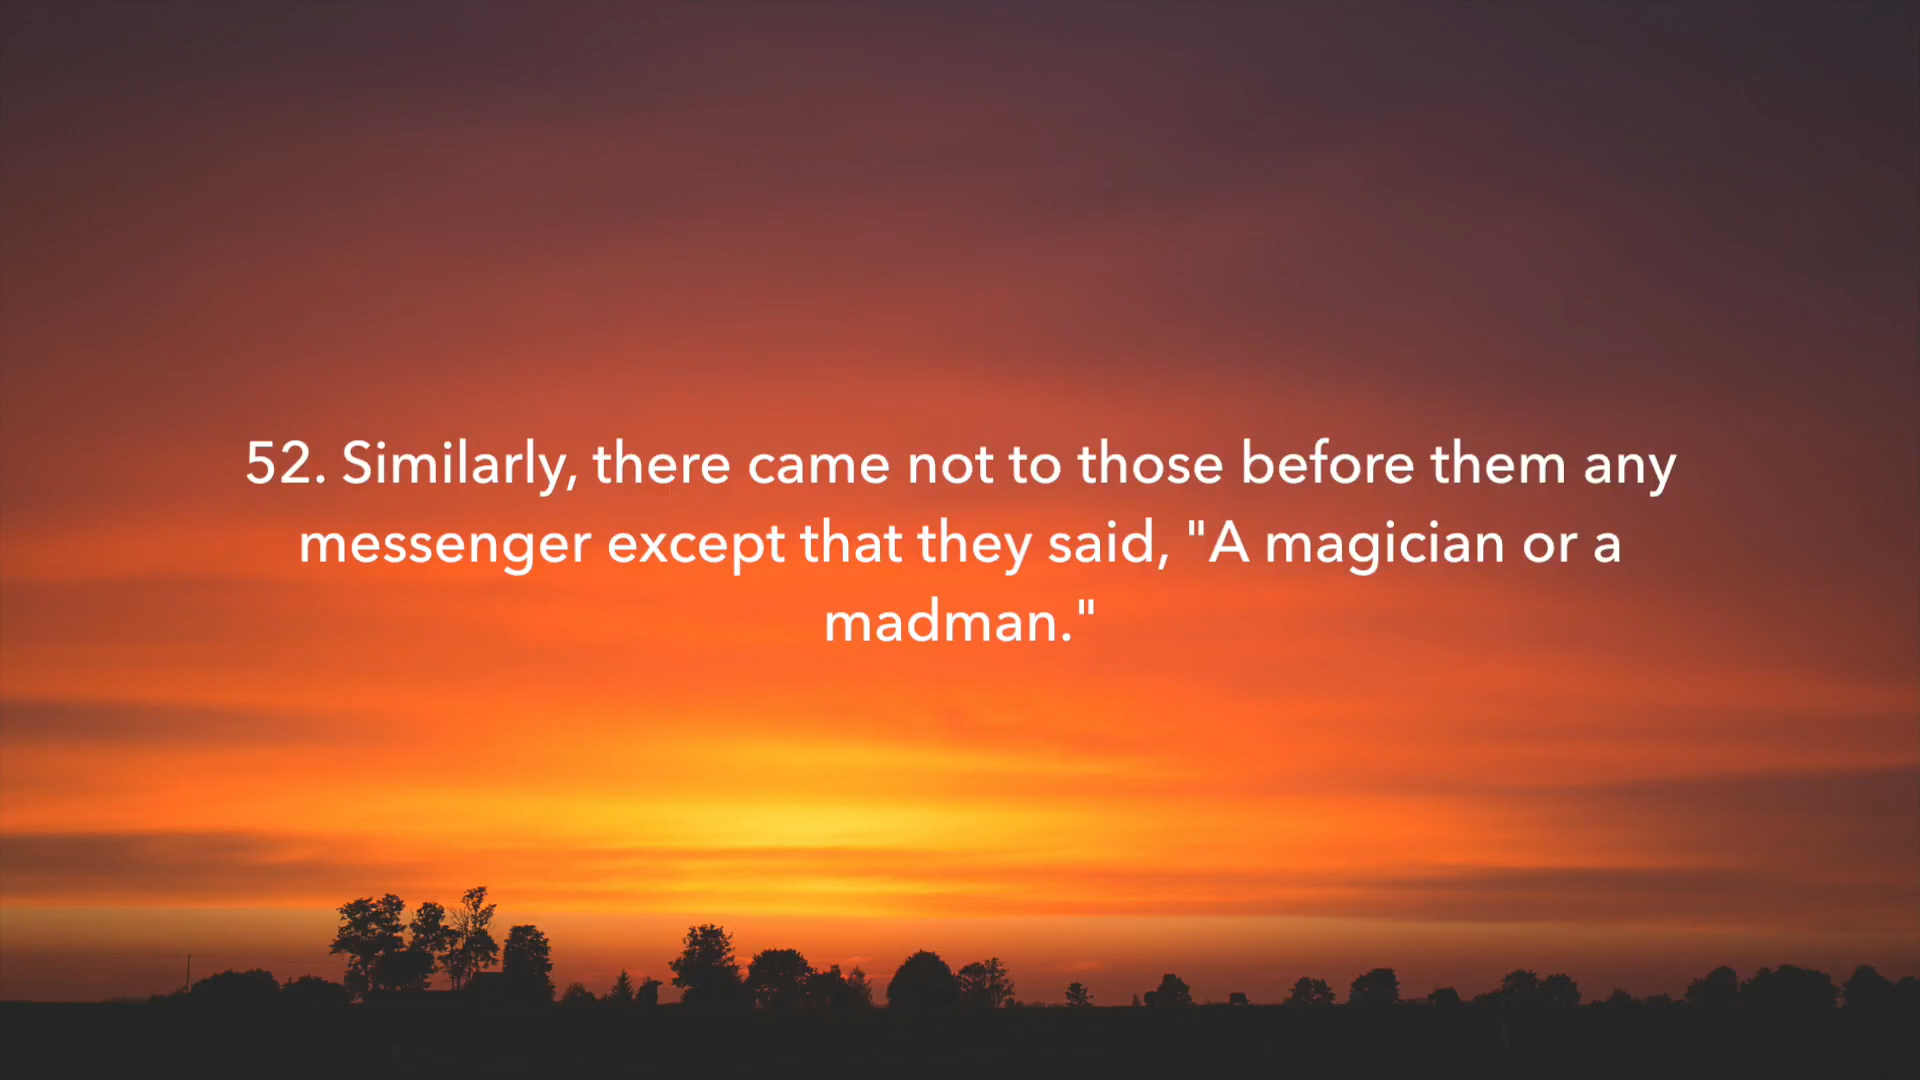 52. Similarly, there came not to those before them any
messenger except that they said, "A magician or a
madman."